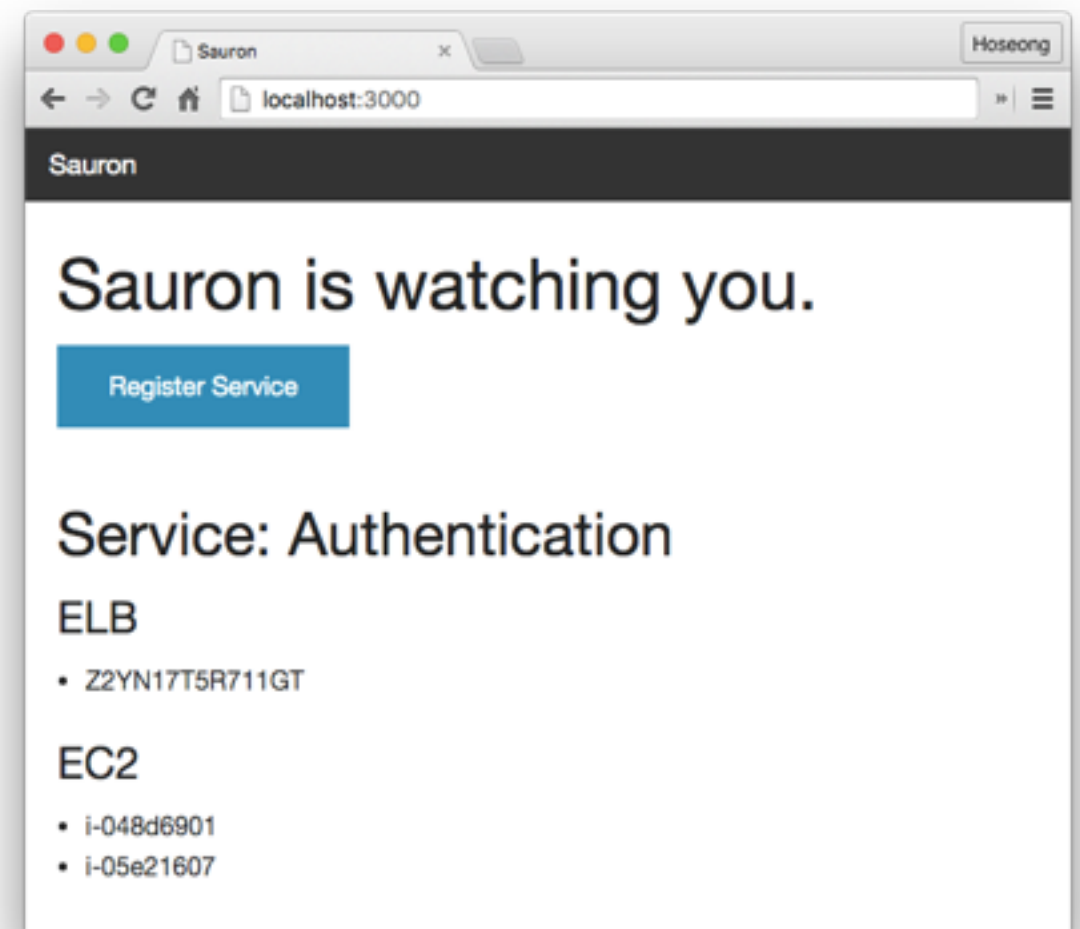 Sauron
Hoseong
localhost:3000
Sauron
Sauron is watching you.
Register Service
Service: Authentication
ELB
• Z2YN17T5R711GT
EC2
• i-048d6901
• i-05e21607